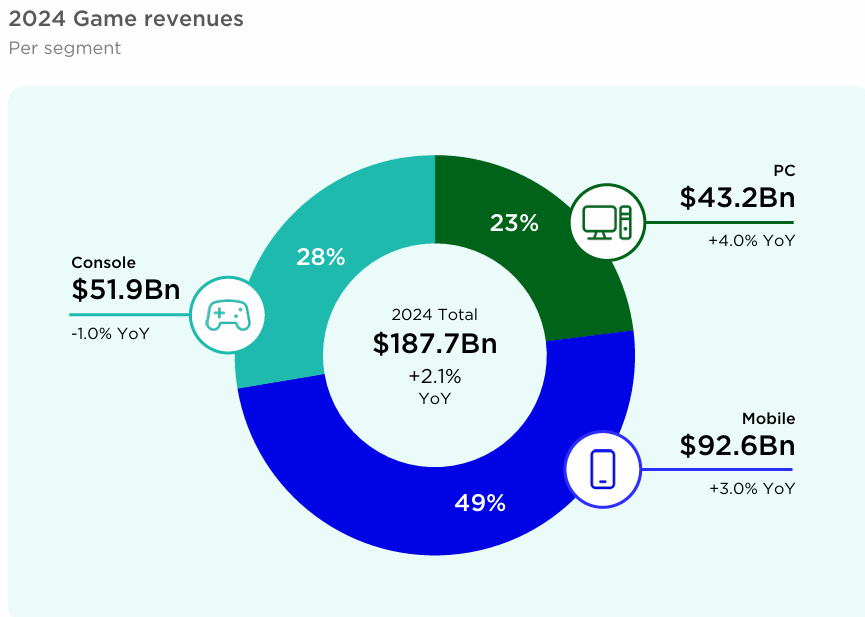 2024 Game revenues
Per segment
PC
$43.2Bn
+4.0% YoY
23%
28%
Console
$51.9Bn
-1.0% YoY
2024 Total
$187.7Bn
+2.1%
YoY
Mobile
$92.6Bn
+3.0% YoY
49%